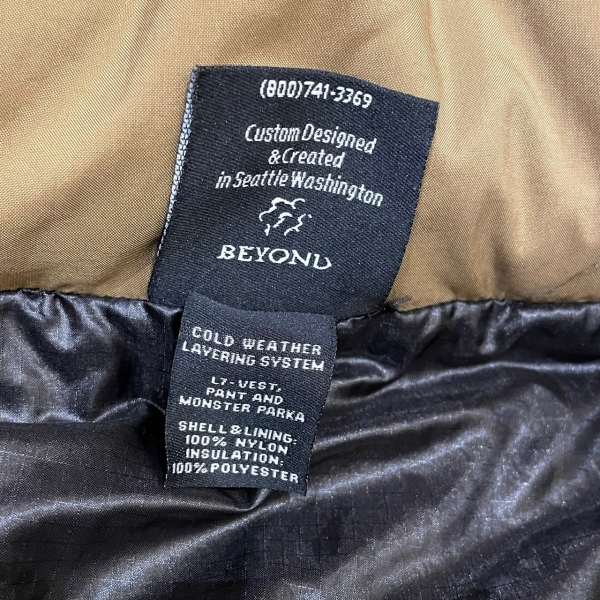 (800)741-3369
Custom Designed
& Created
in Seattle Washington
BEYOND
COLD WEATHER
LAYERING SYSTEM
L7-VEST,
PANT AND
MONSTER PARKA
SHELL & LINING:
100% NYLON
INSULATION:
100% POLYESTER